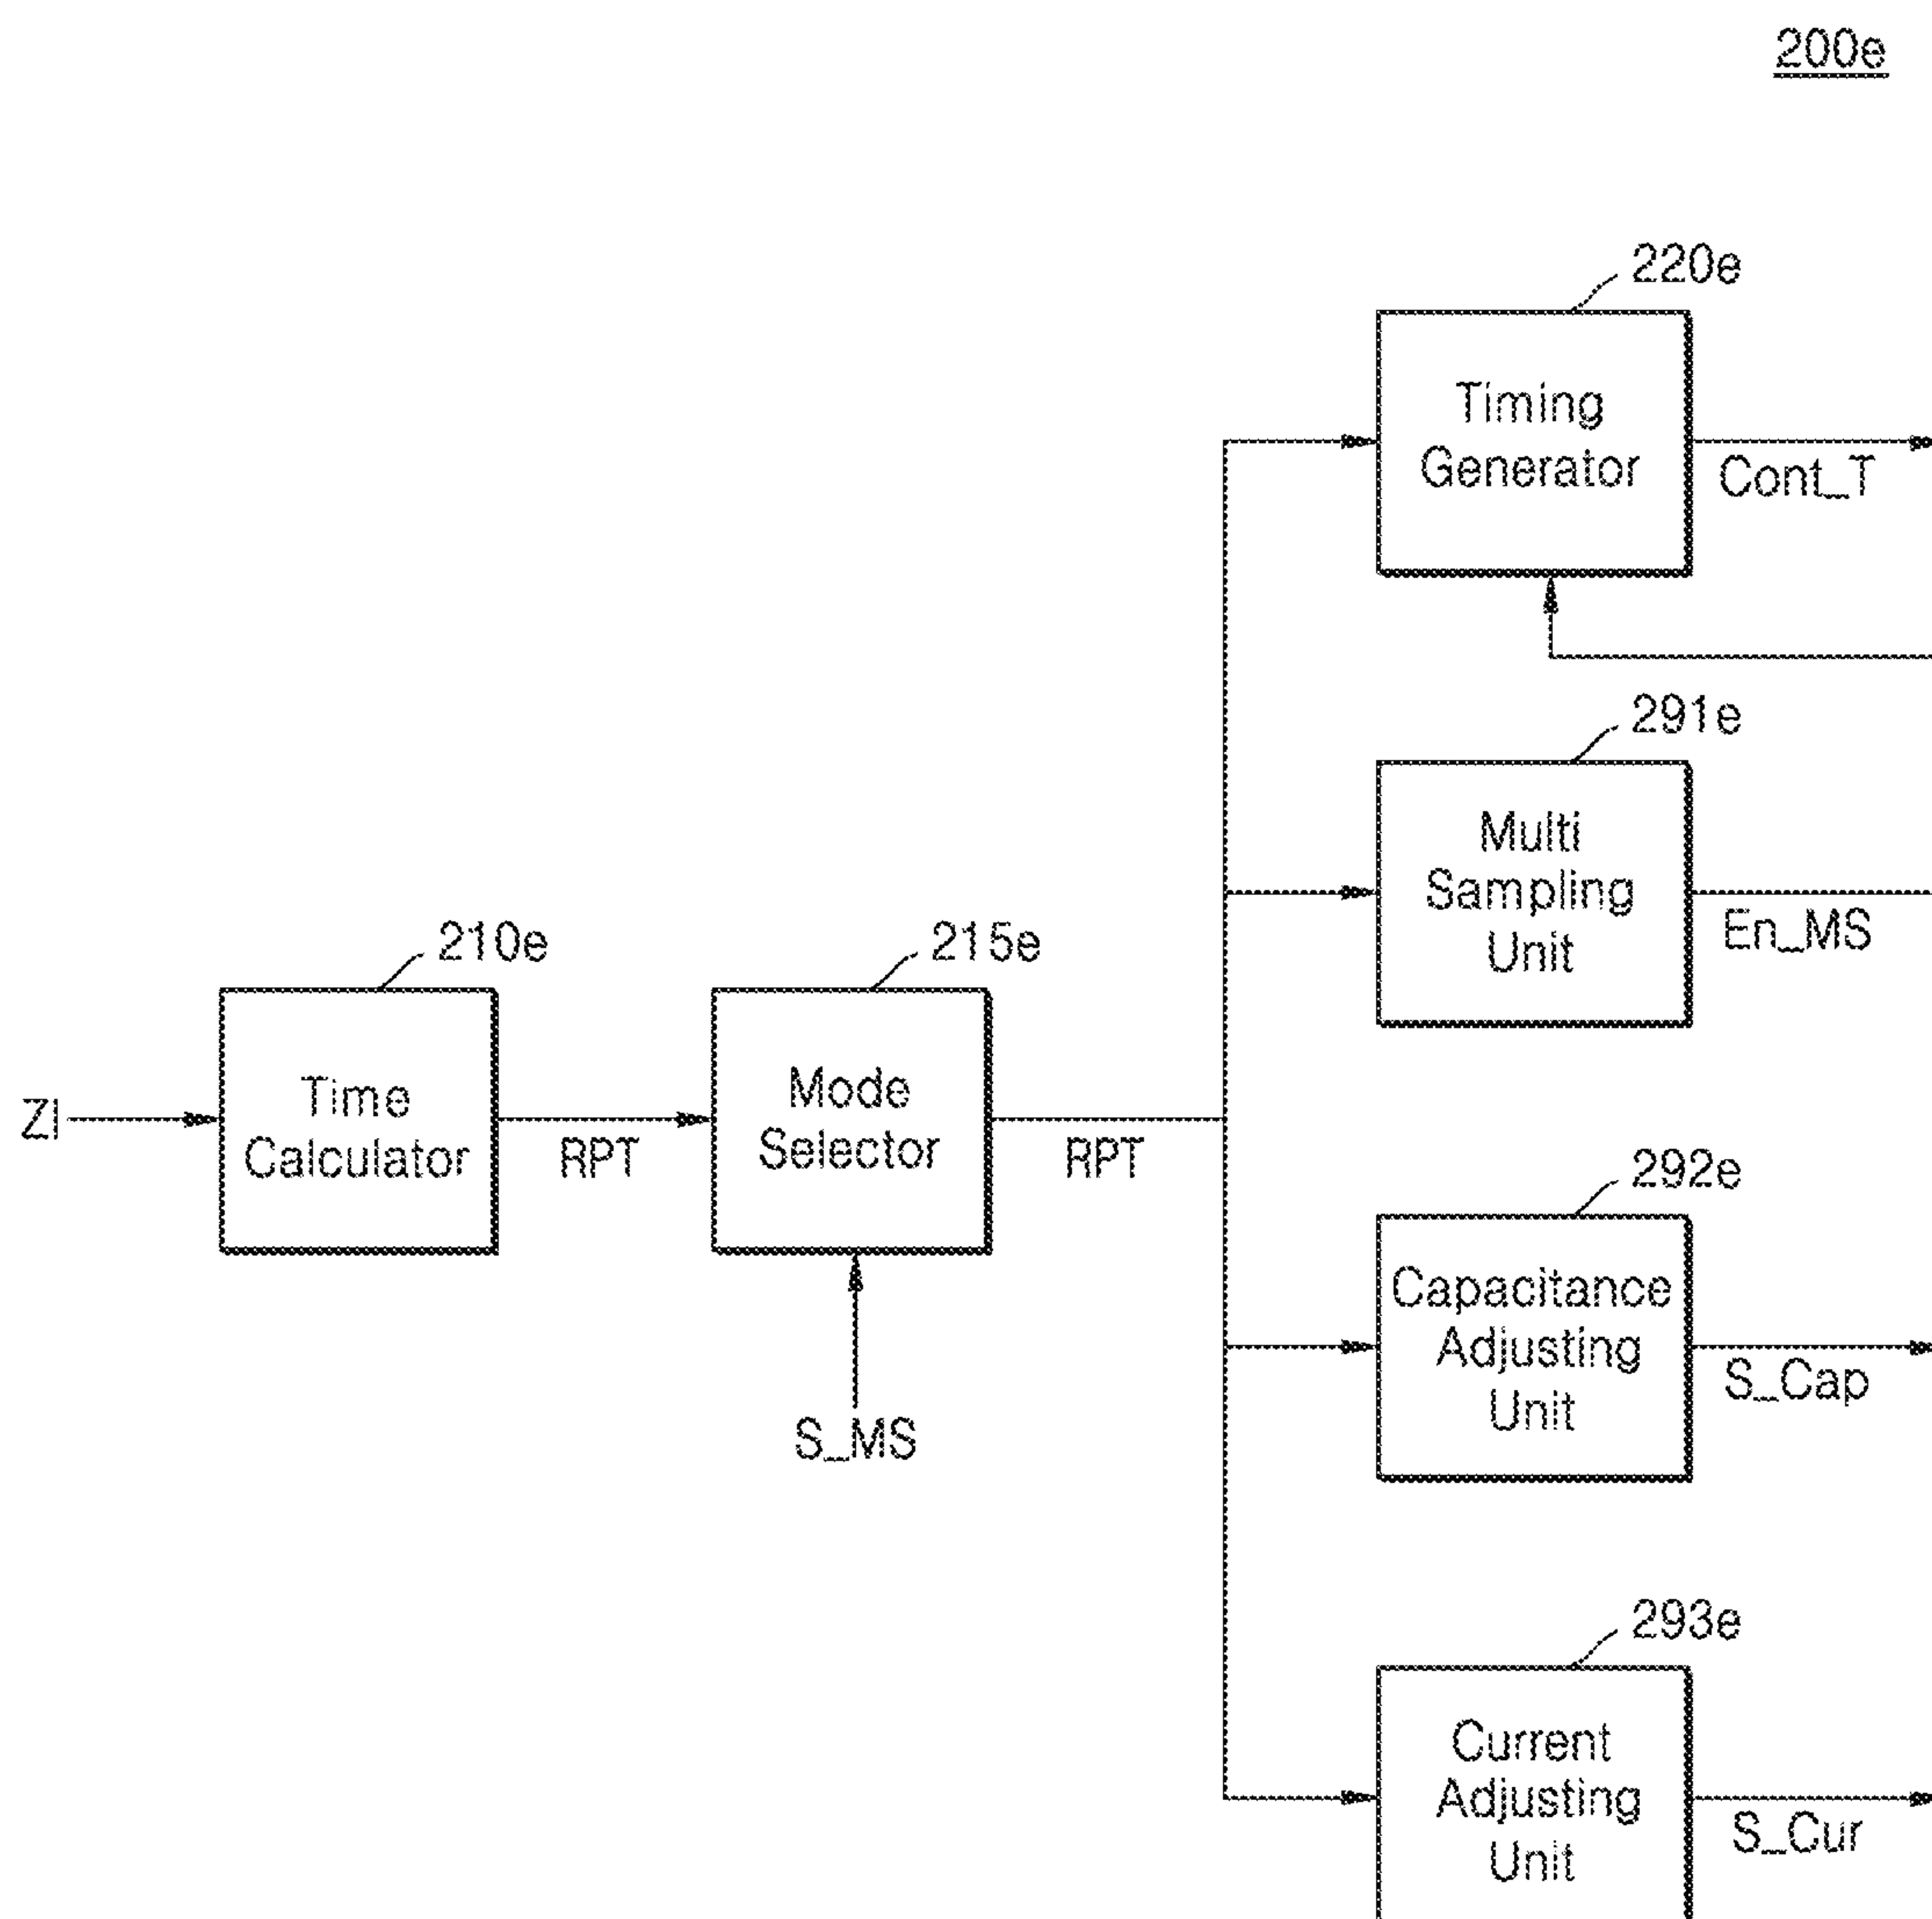 200e
220e
Timing
Generator
Cont_T
291e
Multi
Sampling
Unit
En_MS
210e
215e
ZI
Time
Calculator
RPT
Mode
Selector
RPT
S_MS
292e
Capacitance
Adjusting
Unit
S_Cap
293e
Current
Adjusting
Unit
S_Cur